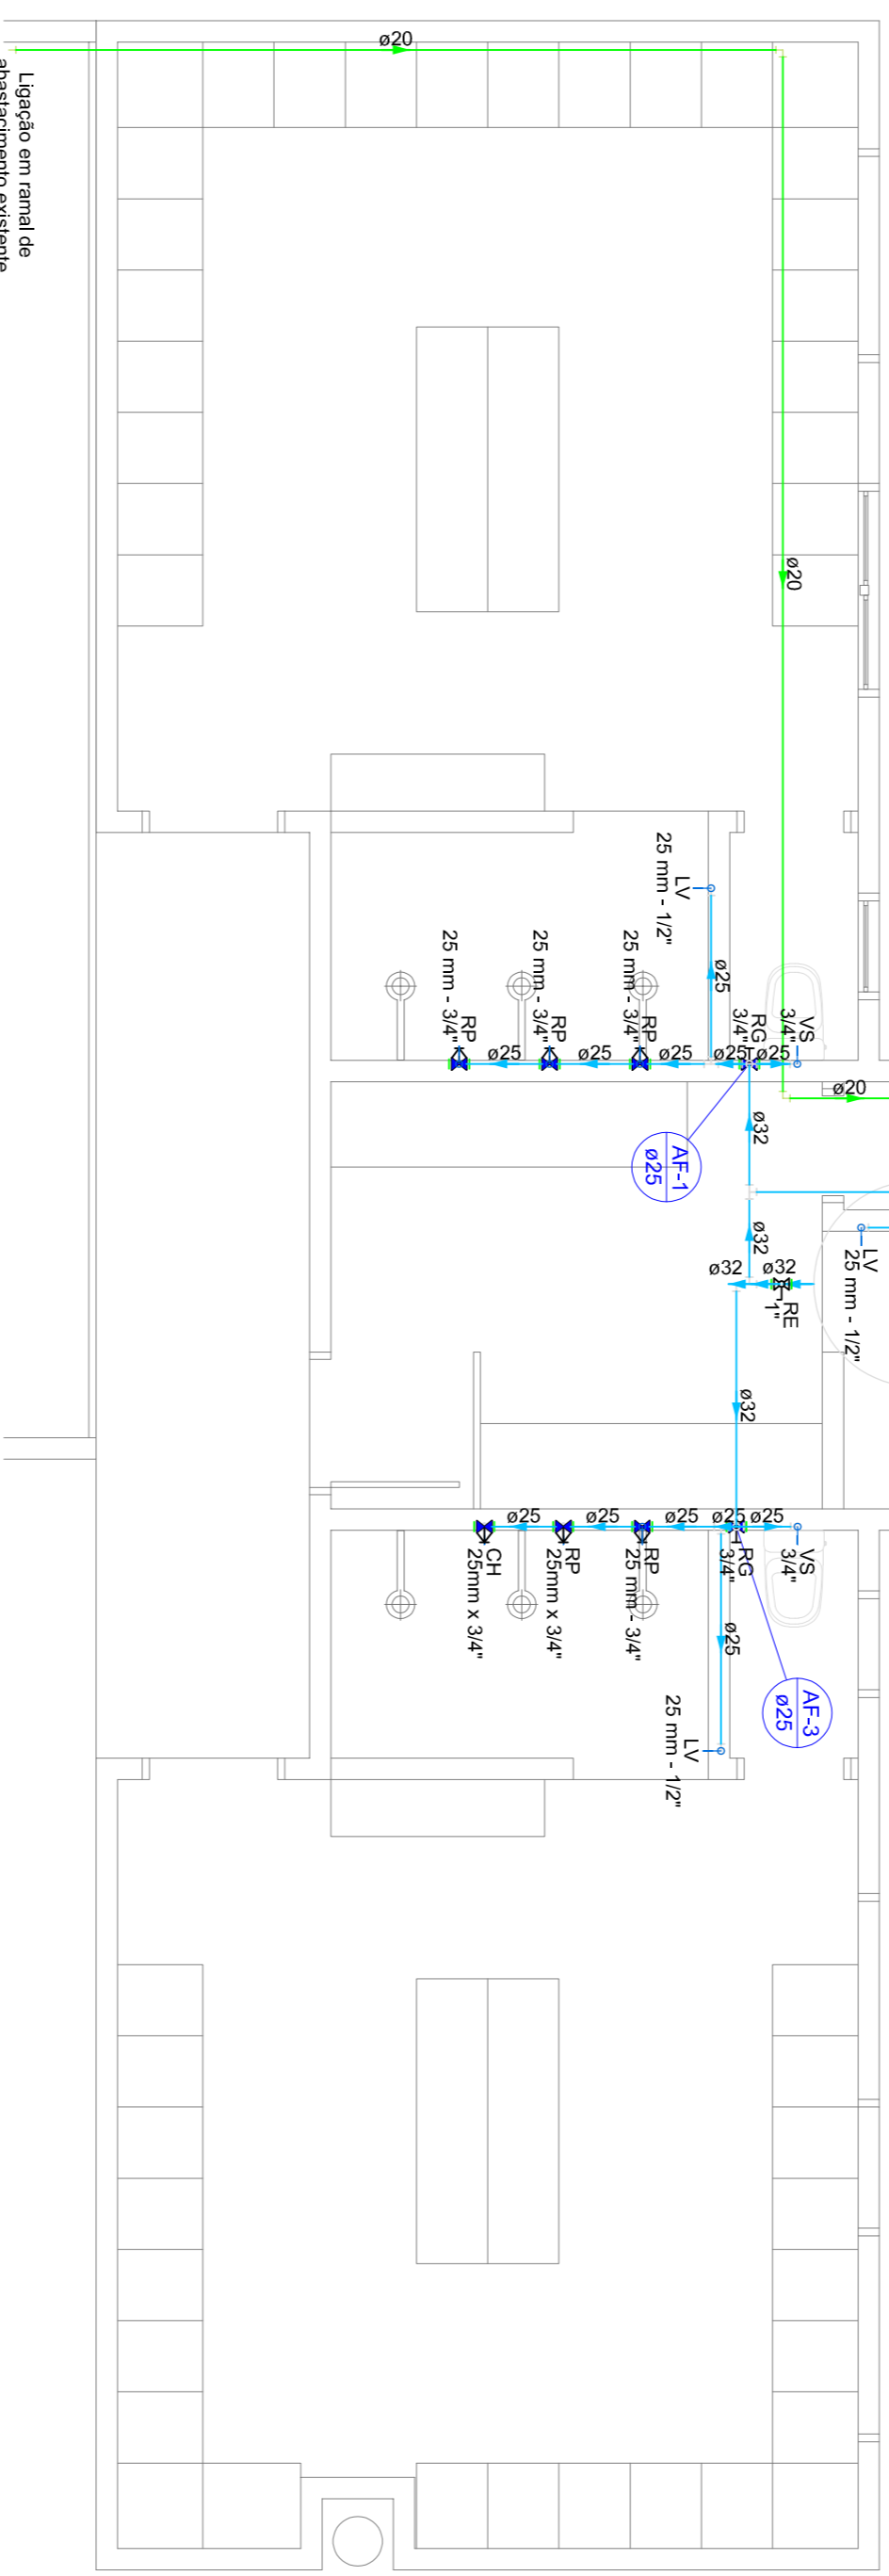 ø20
Ligação em ramal de
abastecimento existente
ø20
LV
25 mm - 1/2"
ø25
RP
25 mm - 3/4"
RP
25 mm - 3/4"
RP
25 mm - 3/4"
RG
3/4"
VS
3/4"
ø25
ø25
ø25
ø25
ø25
ø20
AF-1
ø25
ø32
ø32
ø32
ø32
RE
1"
LV
25 mm - 1/2"
ø32
ø25
ø25
ø25
ø25
ø25
CH
25mm x 3/4"
RP
25mm x 3/4"
RP
25 mm - 3/4"
RG
3/4"
VS
3/4"
ø25
LV
25 mm - 1/2"
AF-3
ø25